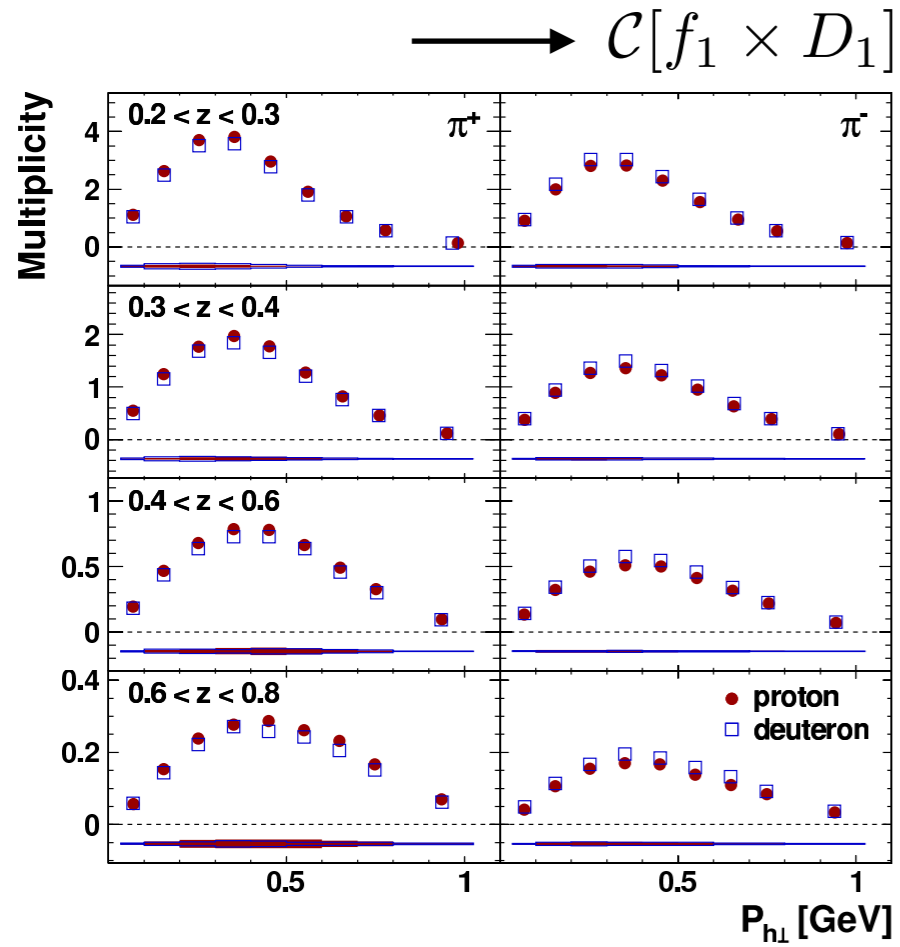 C[f₁ × D₁]
Multiplicity
0.2 < z < 0.3
π⁺
π⁻
4
2
0
0.3 < z < 0.4
2
1
0
0.4 < z < 0.6
1
0.5
0
0.6 < z < 0.8
proton
deuteron
0.4
0.2
0
0.5
1
0.5
1
P_h⊥ [GeV]